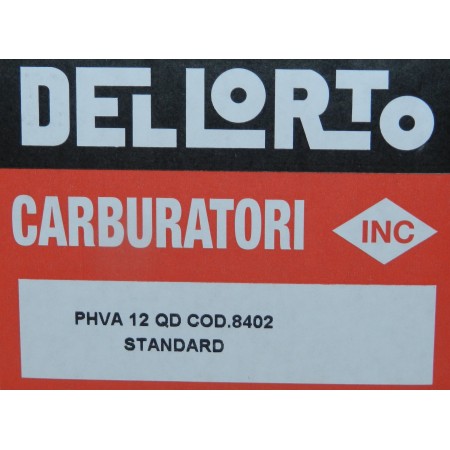 DELLORTO
CARBURATORI
INC
PHVA 12 QD COD.8402
STANDARD